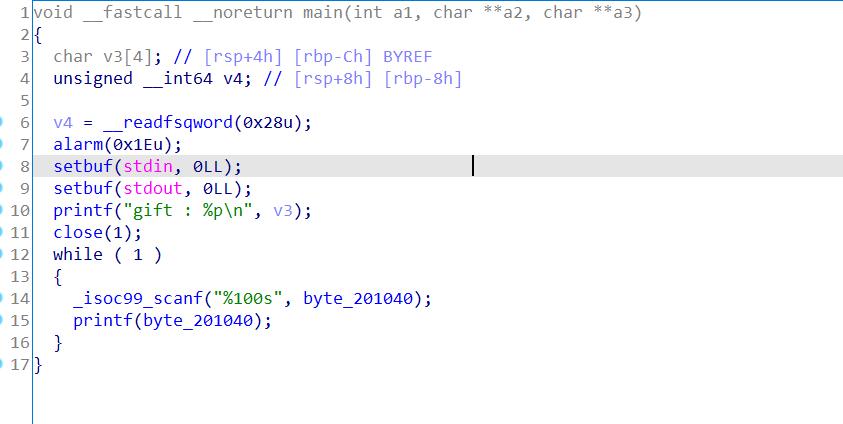 1 void __fastcall __noreturn main(int a1, char **a2, char **a3)
2 {
3 char v3[4]; // [rsp+4h] [rbp-Ch] BYREF
4 unsigned __int64 v4; // [rsp+8h] [rbp-8h]
5
6 v4 = __readfsqword(0x28u);
7 alarm(0x1Eu);
8 setbuf(stdin, 0LL);
9 setbuf(stdout, 0LL);
10 printf("gift : %p\n", v3);
11 close(1);
12 while ( 1 )
13 {
14 _isoc99_scanf("%100s", byte_201040);
15 printf(byte_201040);
16 }
17 }